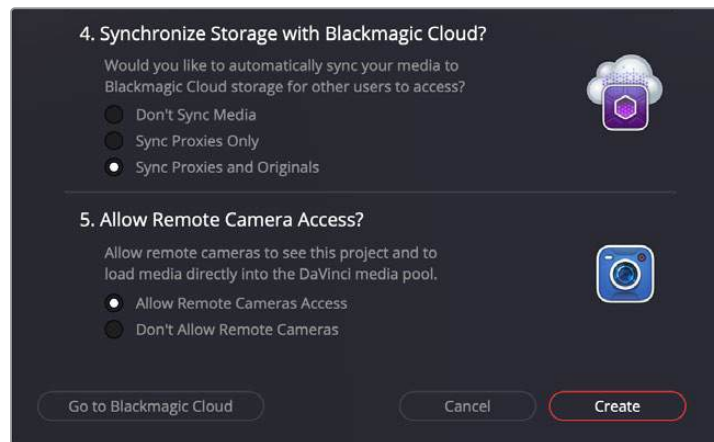 4. Synchronize Storage with Blackmagic Cloud?
Would you like to automatically sync your media to
Blackmagic Cloud storage for other users to access?
Don't Sync Media
Sync Proxies Only
Sync Proxies and Originals
5. Allow Remote Camera Access?
Allow remote cameras to see this project and to
load media directly into the DaVinci media pool.
Allow Remote Cameras Access
Don't Allow Remote Cameras
Go to Blackmagic Cloud Cancel Create